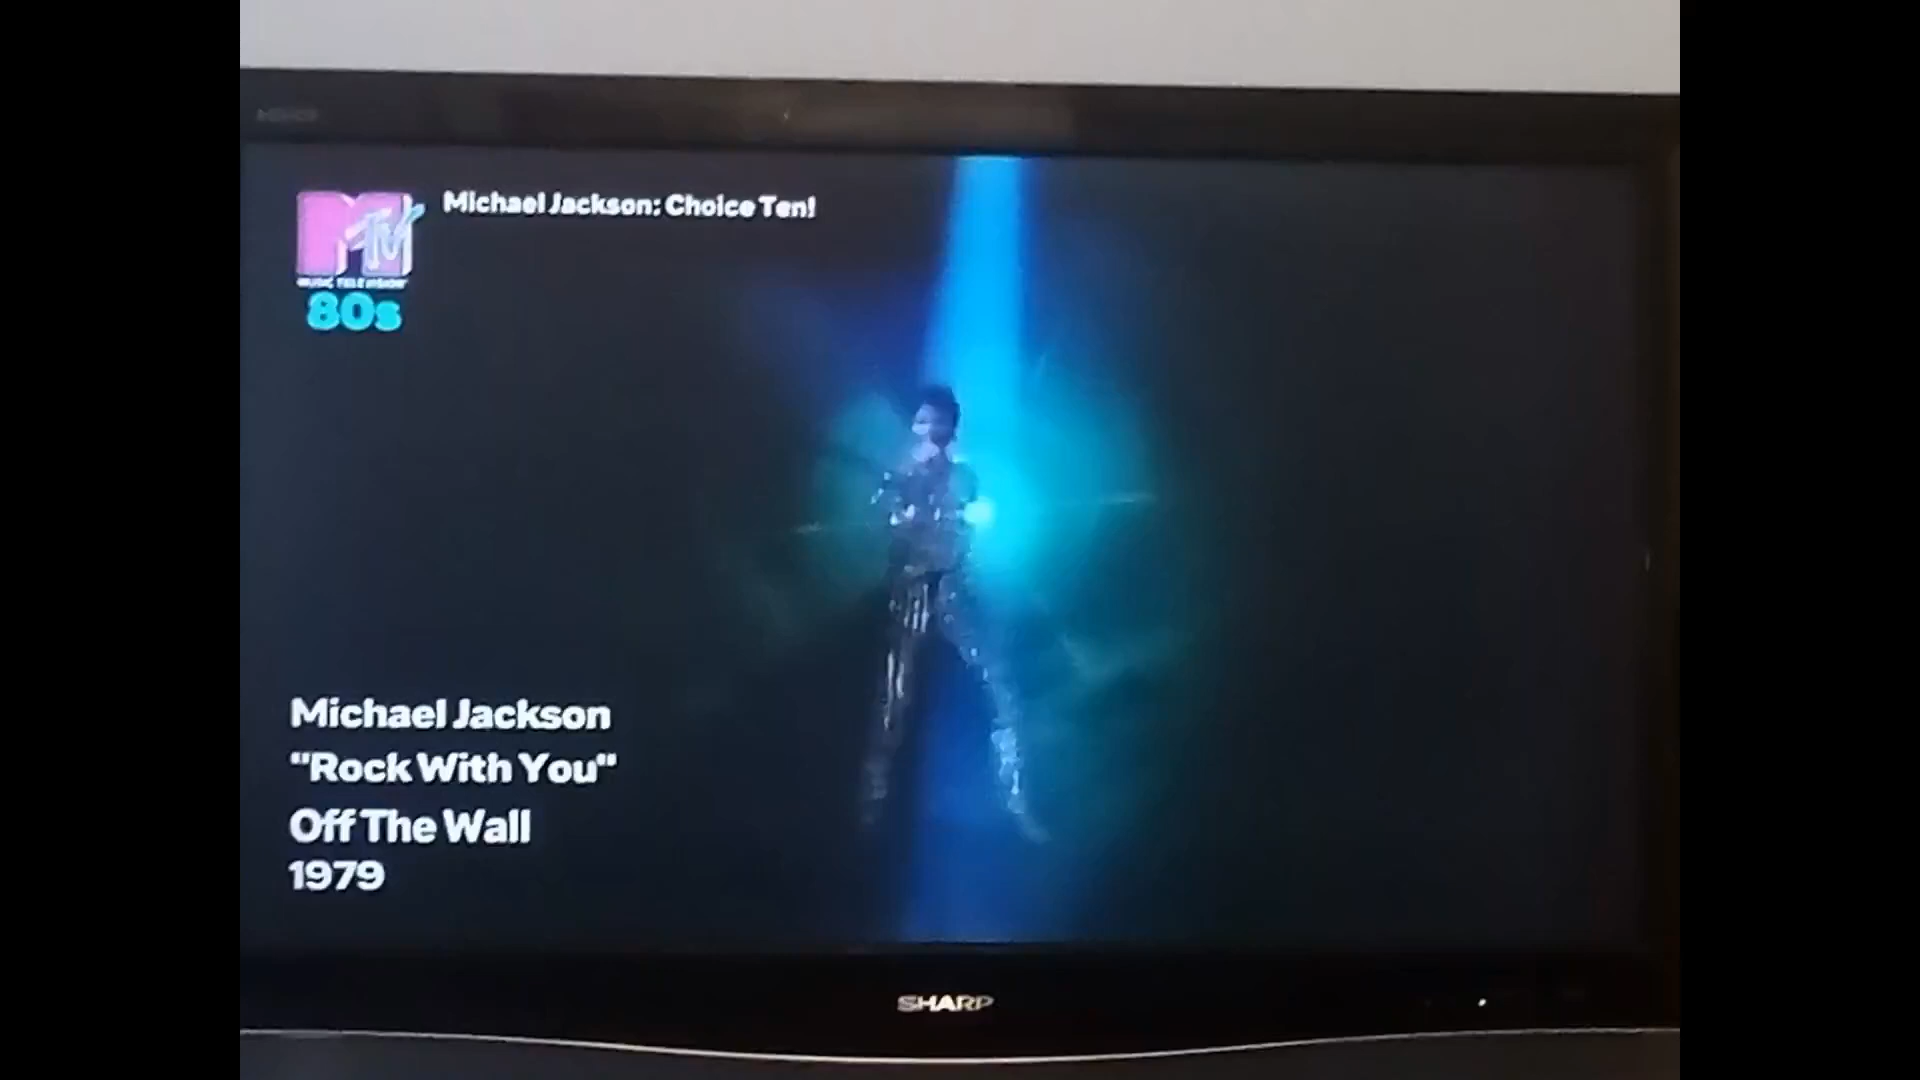 MTV
Michael Jackson: Choice Ten!
MUSIC TELEVISION
80s
Michael Jackson
"Rock With You"
Off The Wall
1979
SHARP